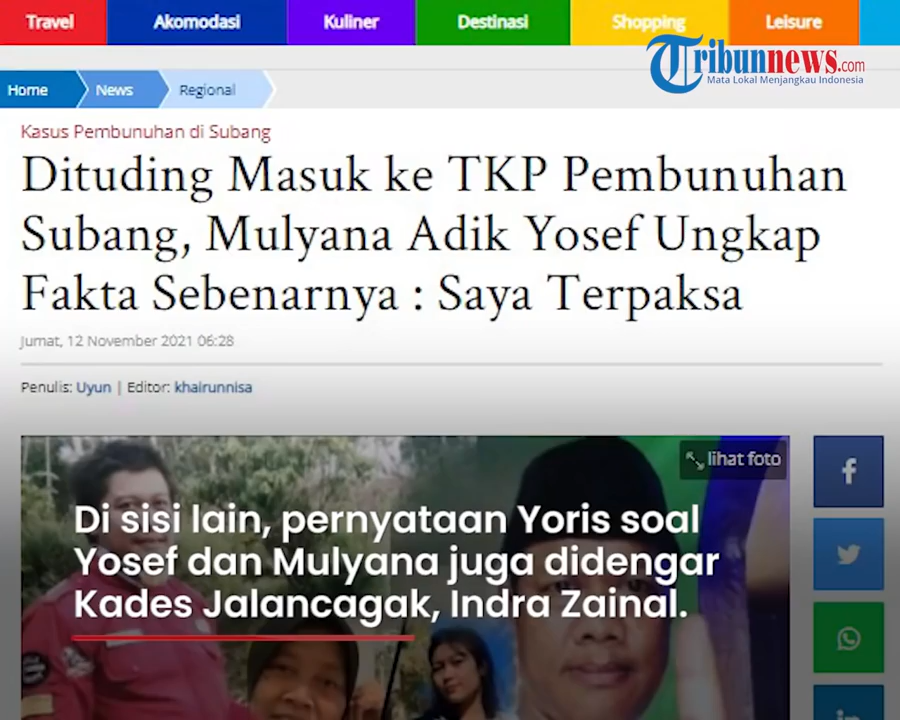 Travel Akomodasi Kuliner Destinasi Shopping Leisure
Tribunnews.com
Mata Lokal Menjangkau Indonesia
Home News Regional
Kasus Pembunuhan di Subang
Dituding Masuk ke TKP Pembunuhan
Subang, Mulyana Adik Yosef Ungkap
Fakta Sebenarnya : Saya Terpaksa
Jumat, 12 November 2021 06:28
Penulis: Uyun | Editor: khairunnisa
lihat foto
Di sisi lain, pernyataan Yoris soal
Yosef dan Mulyana juga didengar
Kades Jalancagak, Indra Zainal.